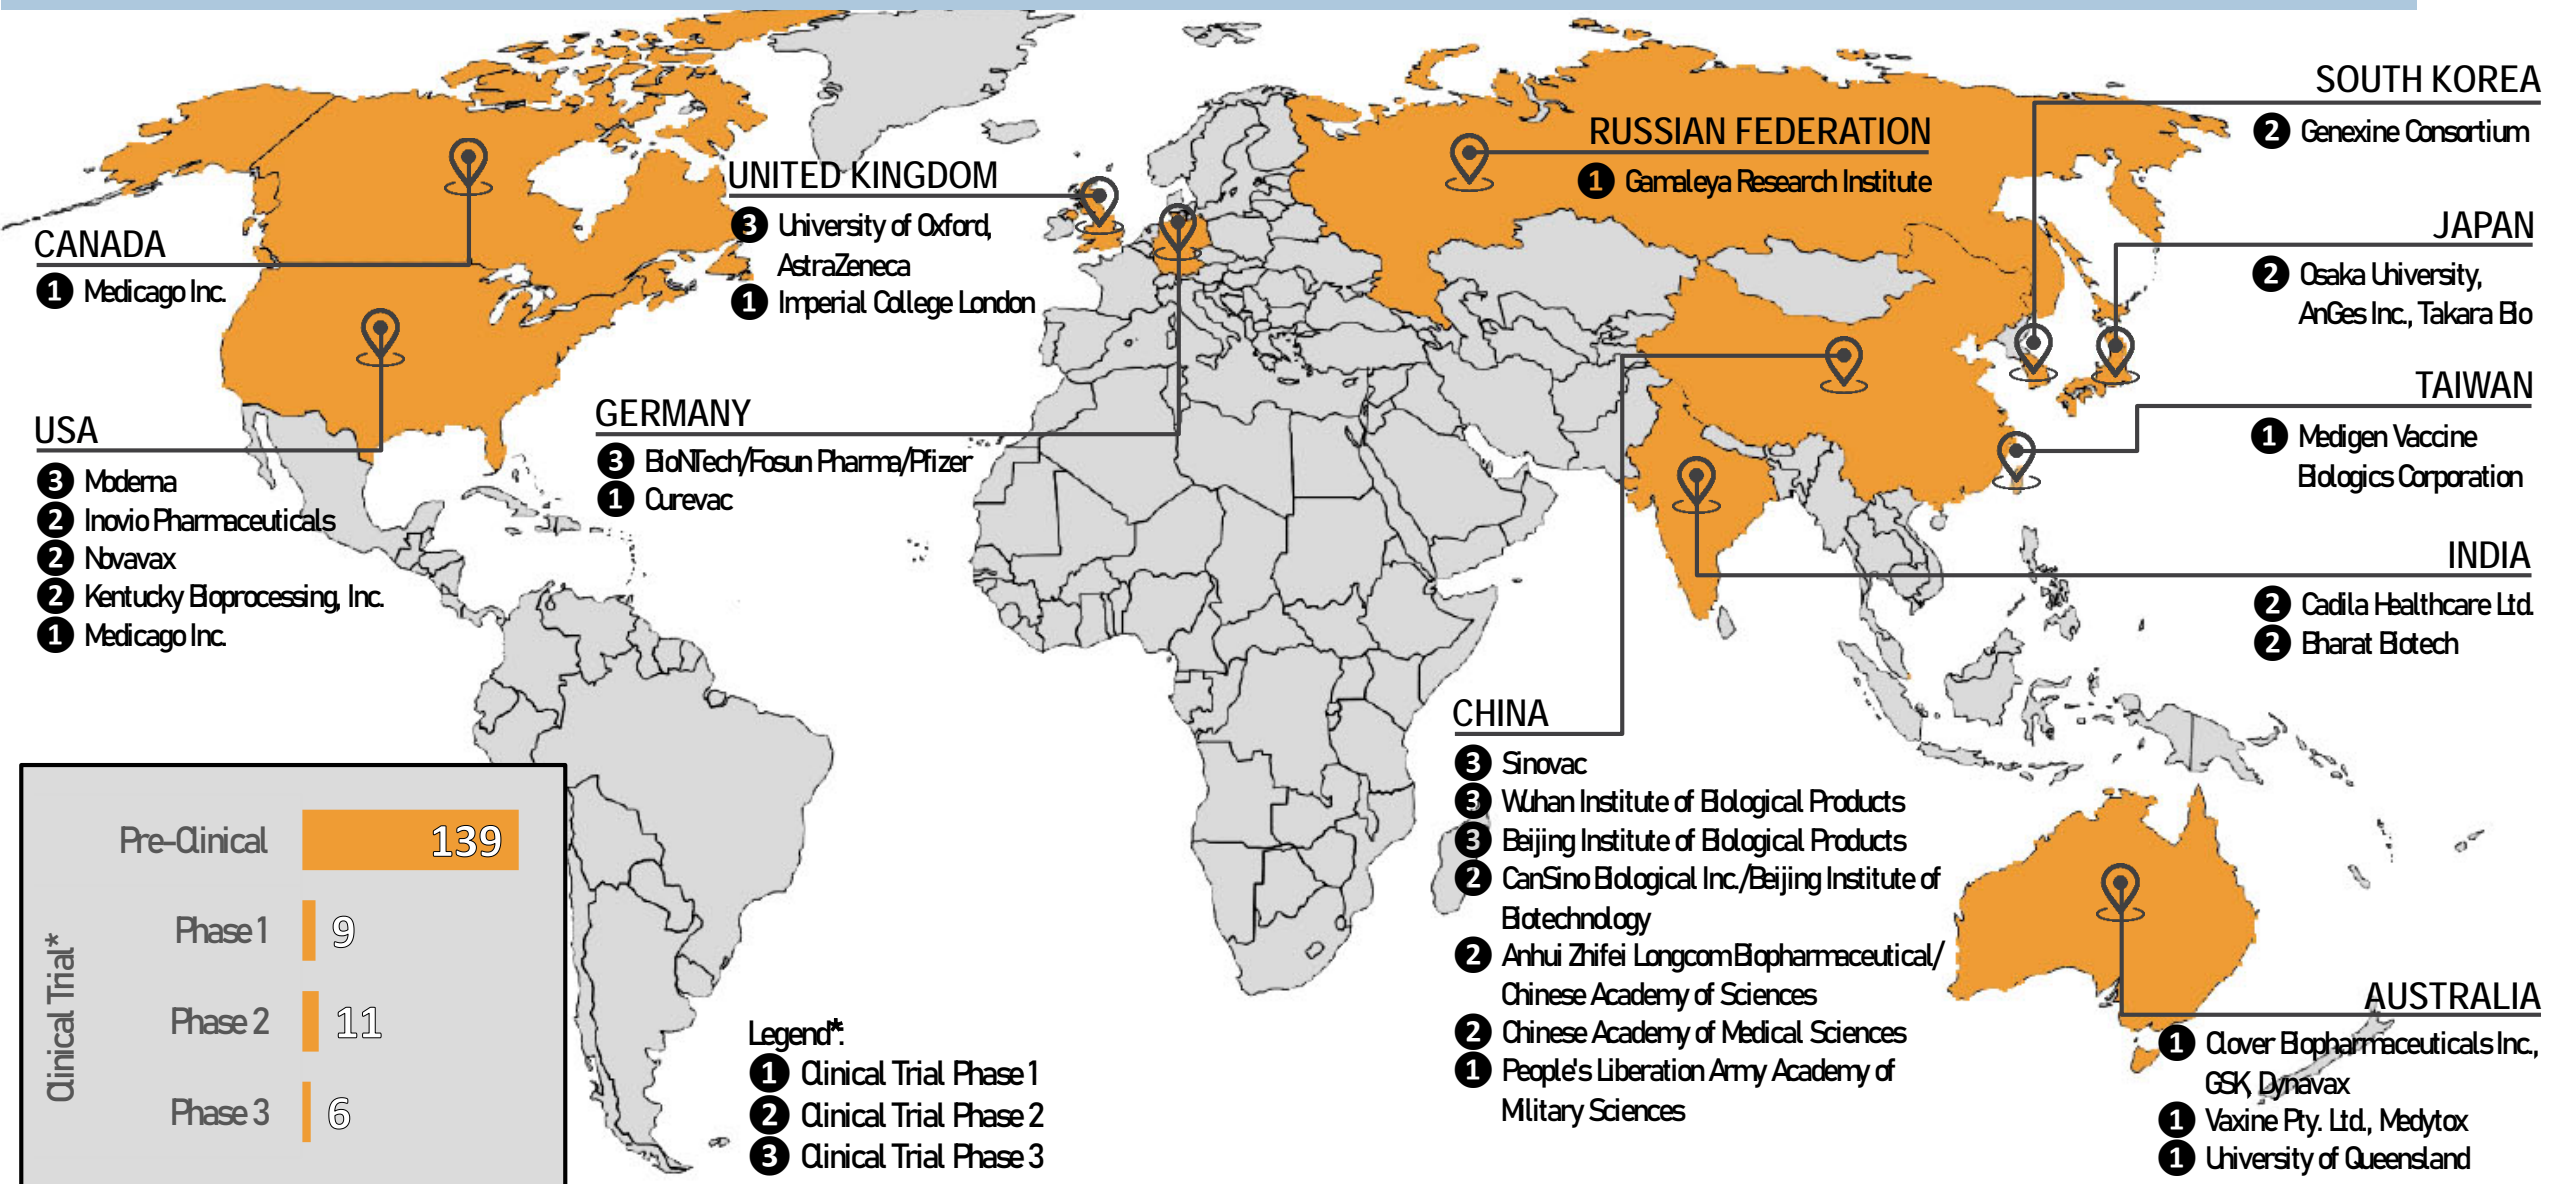 CANADA
1 Medicago Inc.
USA
3 Moderna
2 Inovio Pharmaceuticals
2 Novavax
2 Kentucky Bioprocessing, Inc.
1 Medicago Inc.
UNITED KINGDOM
3 University of Oxford,
AstraZeneca
1 Imperial College London
GERMANY
3 BioNTech/Fosun Pharma/Pfizer
1 Curevac
RUSSIAN FEDERATION
1 Gamaleya Research Institute
SOUTH KOREA
2 Genexine Consortium
JAPAN
2 Osaka University,
AnGes Inc., Takara Bio
TAIWAN
1 Medigen Vaccine
Biologics Corporation
INDIA
2 Cadila Healthcare Ltd.
2 Bharat Biotech
CHINA
3 Sinovac
3 Wuhan Institute of Biological Products
3 Beijing Institute of Biological Products
2 CanSino Biological Inc./Beijing Institute of
Biotechnology
2 Anhui Zhifei Longcom Biopharmaceutical/
Chinese Academy of Sciences
2 Chinese Academy of Medical Sciences
1 People's Liberation Army Academy of
Military Sciences
AUSTRALIA
1 Clover Biopharmaceuticals Inc.,
GSK, Dynavax
1 Vaxine Pty. Ltd., Medytox
1 University of Queensland
Clinical Trial*
Pre-Clinical 139
Phase 1 9
Phase 2 11
Phase 3 6
Legend*:
1 Clinical Trial Phase 1
2 Clinical Trial Phase 2
3 Clinical Trial Phase 3